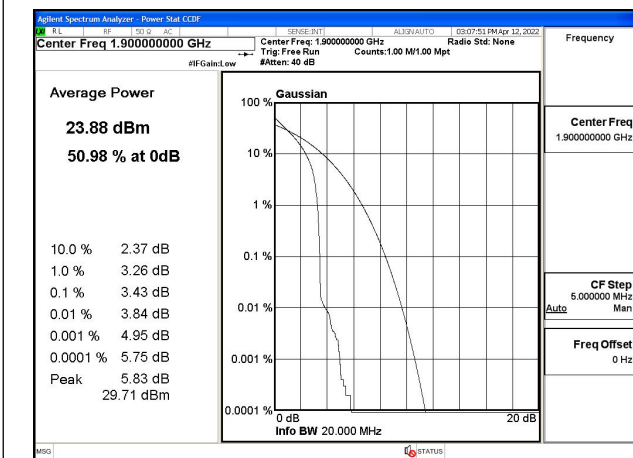 Agilent Spectrum Analyzer - Power Stat CCDF
RL RF 50 Ω AC SENSE:INT ALIGNAUTO 03:07:51 PM Apr 12, 2022
Center Freq 1.900000000 GHz
Center Freq: 1.900000000 GHz Radio Std: None
Trig: Free Run Counts:1.00 M/1.00 Mpt
#IFGain:Low #Atten: 40 dB
Frequency
Average Power
23.88 dBm
50.98 % at 0dB
10.0 % 2.37 dB
1.0 % 3.26 dB
0.1 % 3.43 dB
0.01 % 3.84 dB
0.001 % 4.95 dB
0.0001 % 5.75 dB
Peak 5.83 dB
29.71 dBm
Gaussian
100 %
10 %
1 %
0.1 %
0.01 %
0.001 %
0.0001 %
0 dB 20 dB
Info BW 20.000 MHz
Center Freq
1.900000000 GHz
CF Step
5.000000 MHz
Auto Man
Freq Offset
0 Hz
MSG STATUS